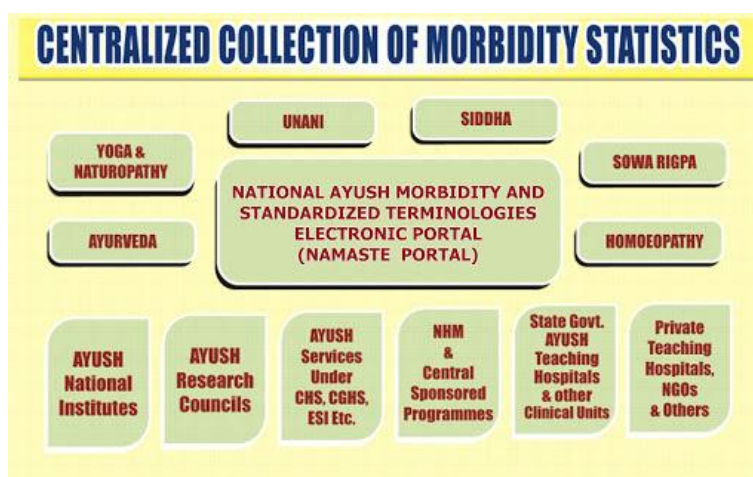 CENTRALIZED COLLECTION OF MORBIDITY STATISTICS
UNANI
SIDDHA
YOGA &
NATUROPATHY
SOWA RIGPA
NATIONAL AYUSH MORBIDITY AND
STANDARDIZED TERMINOLOGIES
ELECTRONIC PORTAL
(NAMASTE PORTAL)
AYURVEDA
HOMOEOPATHY
AYUSH
National
Institutes
AYUSH
Research
Councils
AYUSH
Services
Under
CHS, CGHS,
ESI Etc.
NHM
&
Central
Sponsored
Programmes
State Govt.
AYUSH
Teaching
Hospitals
& other
Clinical Units
Private
Teaching
Hospitals,
NGOs
& Others